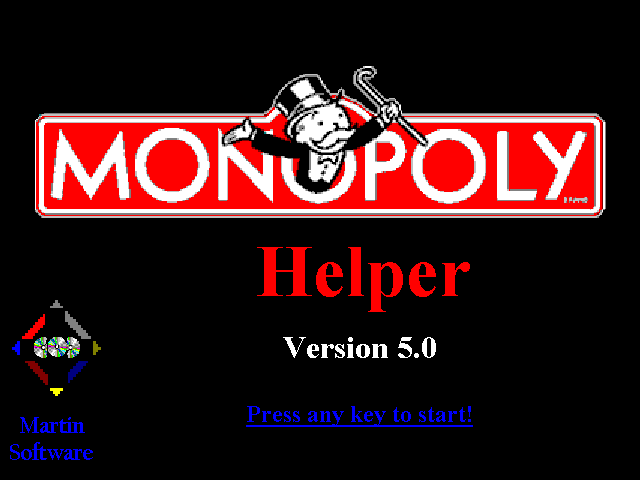 MONOPOLY
Helper
Version 5.0
Press any key to start!
Martin
Software